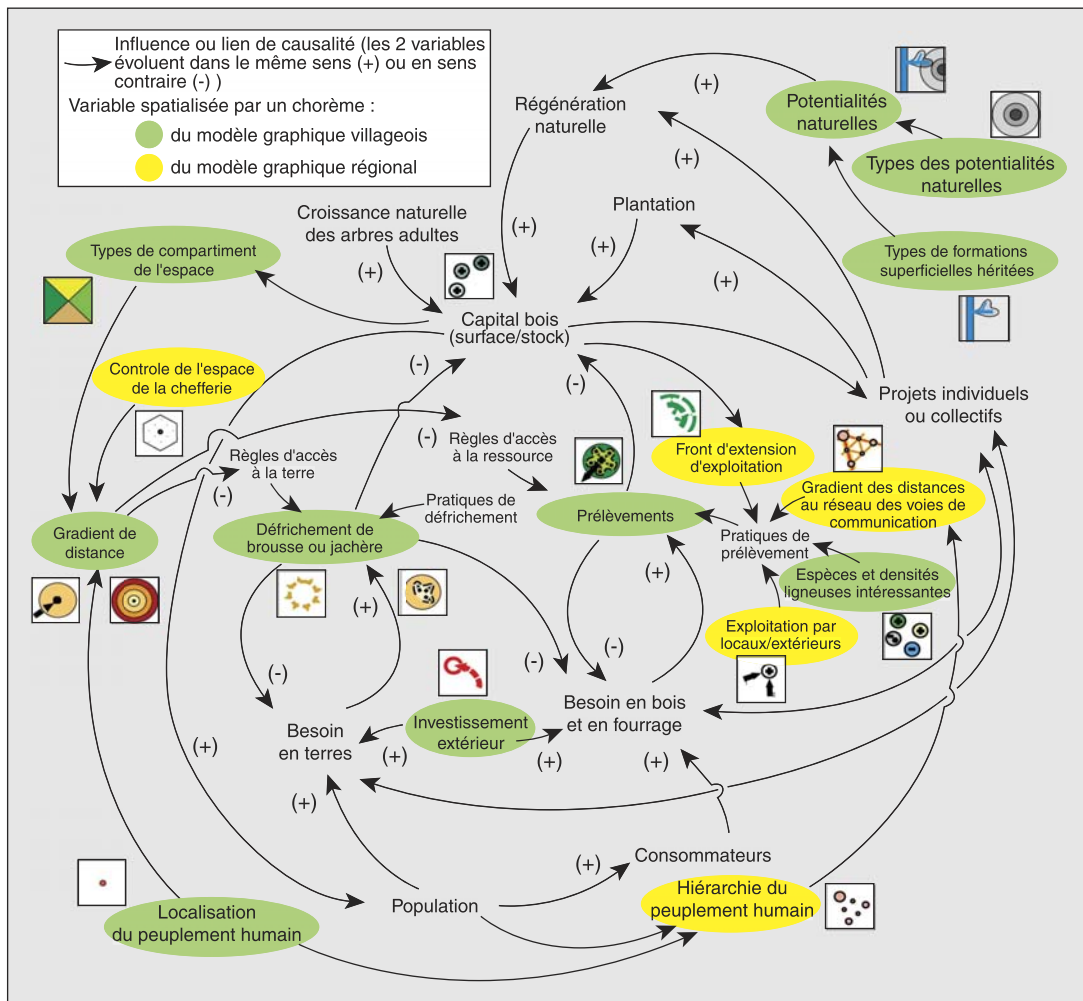 Influence ou lien de causalité (les 2 variables
évoluent dans le même sens (+) ou en sens
contraire (-) )
Variable spatialisée par un chorème :
du modèle graphique villageois
du modèle graphique régional
Régénération
naturelle
(+)
(+)
Potentialités
naturelles
Types des potentialités
naturelles
Types de formations
superficielles héritées
Plantation
(+)
(+)
(+)
Croissance naturelle
des arbres adultes
(+)
Types de compartiment
de l'espace
Capital bois
(surface/stock)
(-)
(-)
Controle de l'espace
de la chefferie
Projets individuels
ou collectifs
(-)
Règles d'accès
à la ressource
Front d'extension
d'exploitation
Règles d'accès
à la terre
(-)
Gradient des distances
au réseau des voies de
communication
Pratiques de
défrichement
Prélèvements
Gradient de
distance
Défrichement de
brousse ou jachère
Pratiques de
prélèvement
(+)
Espèces et densités
ligneuses intéressantes
(+)
Exploitation par
locaux/extérieurs
(-)
(-)
(-)
Besoin en bois
et en fourrage
Investissement
extérieur
Besoin
en terres
(+)
(+)
(+)
(+)
(+)
Consommateurs
(+)
Population
Hiérarchie du
peuplement humain
Localisation
du peuplement humain